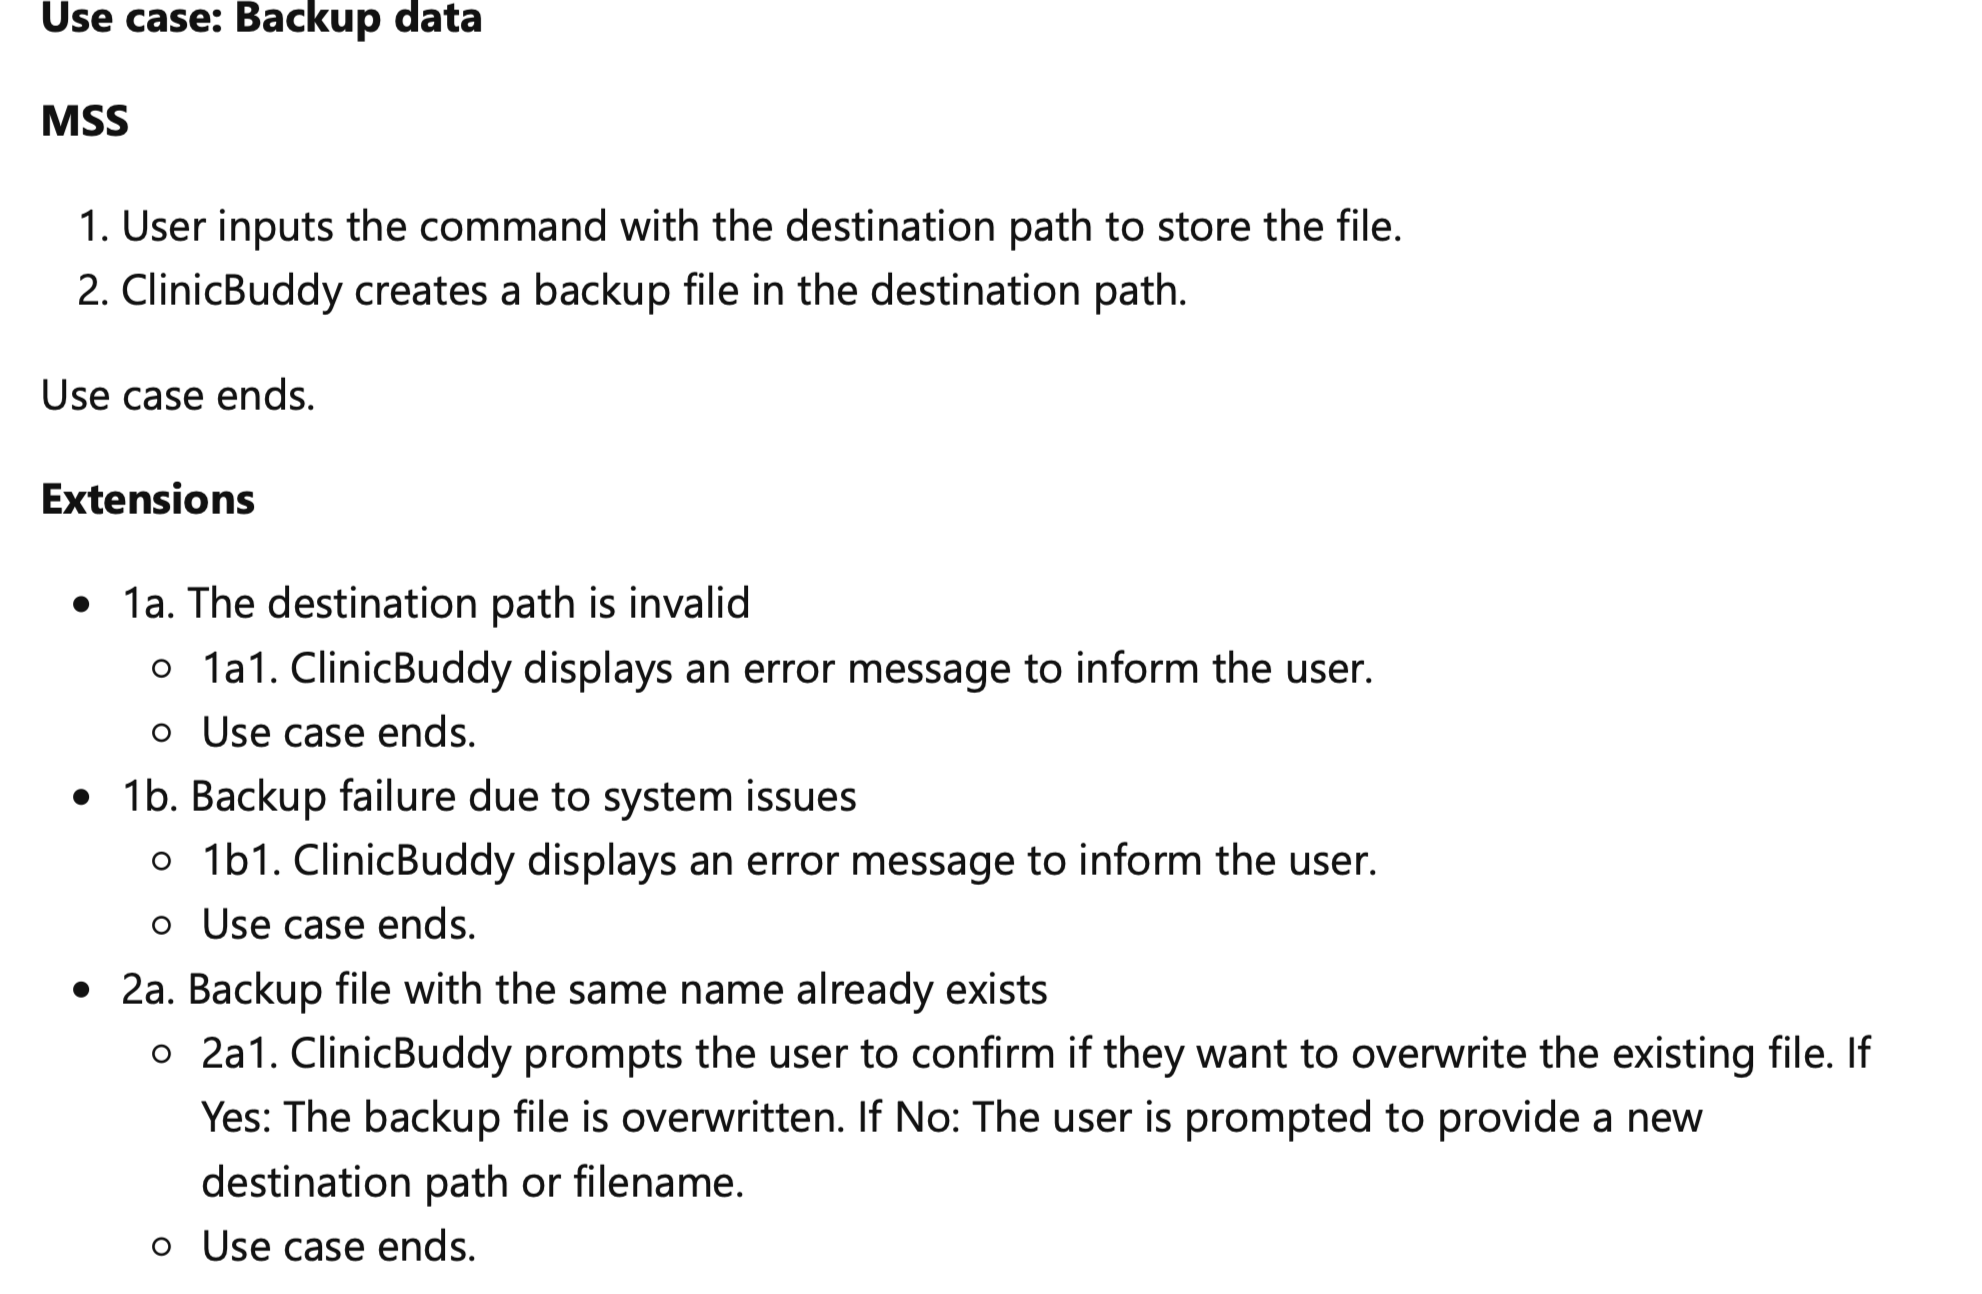 Use case: Backup data
MSS
1. User inputs the command with the destination path to store the file.
2. ClinicBuddy creates a backup file in the destination path.
Use case ends.
Extensions
• 1a. The destination path is invalid
○ 1a1. ClinicBuddy displays an error message to inform the user.
○ Use case ends.
• 1b. Backup failure due to system issues
○ 1b1. ClinicBuddy displays an error message to inform the user.
○ Use case ends.
• 2a. Backup file with the same name already exists
○ 2a1. ClinicBuddy prompts the user to confirm if they want to overwrite the existing file. If
Yes: The backup file is overwritten. If No: The user is prompted to provide a new
destination path or filename.
○ Use case ends.